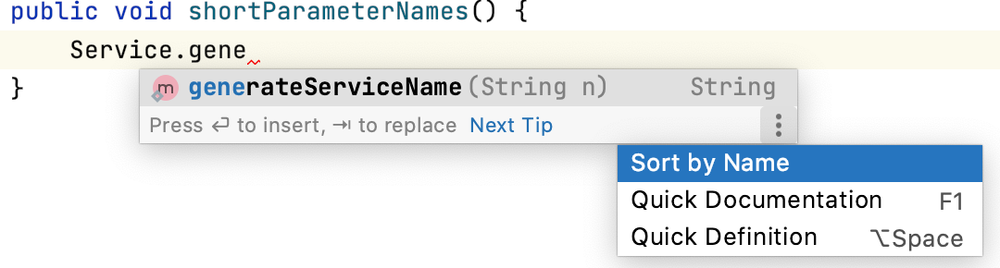 public void shortParameterNames() {
Service.gene
}
m generateServiceName(String n) String
Press ⏎ to insert, ⇥ to replace Next Tip
Sort by Name
Quick Documentation F1
Quick Definition ⌥Space